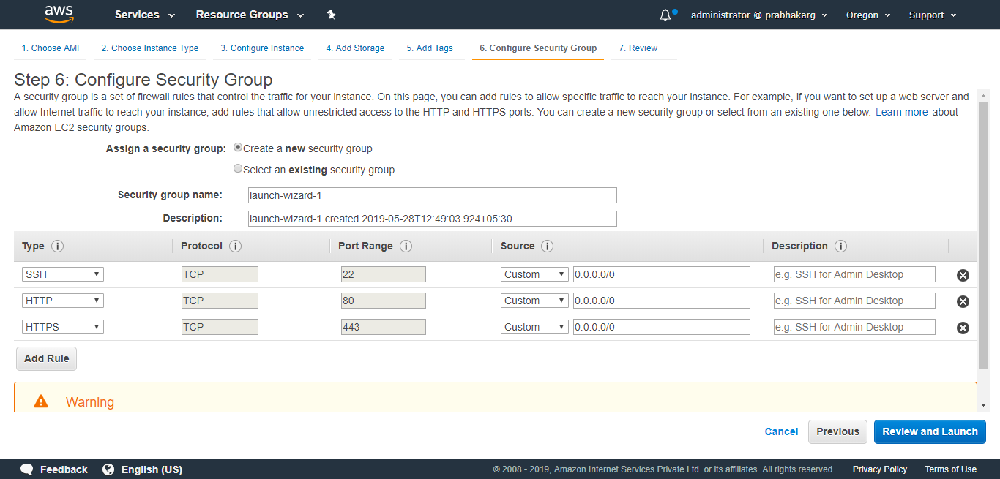 aws Services Resource Groups administrator @ prabhakarg Oregon Support
1. Choose AMI 2. Choose Instance Type 3. Configure Instance 4. Add Storage 5. Add Tags 6. Configure Security Group 7. Review
Step 6: Configure Security Group
A security group is a set of firewall rules that control the traffic for your instance. On this page, you can add rules to allow specific traffic to reach your instance. For example, if you want to set up a web server and
allow Internet traffic to reach your instance, add rules that allow unrestricted access to the HTTP and HTTPS ports. You can create a new security group or select from an existing one below. Learn more about
Amazon EC2 security groups.
Assign a security group: Create a new security group
Select an existing security group
Security group name: launch-wizard-1
Description: launch-wizard-1 created 2019-05-28T12:49:03.924+05:30
Type i Protocol i Port Range i Source i Description i
SSH TCP 22 Custom 0.0.0.0/0 e.g. SSH for Admin Desktop
HTTP TCP 80 Custom 0.0.0.0/0 e.g. SSH for Admin Desktop
HTTPS TCP 443 Custom 0.0.0.0/0 e.g. SSH for Admin Desktop
Add Rule
Warning
Cancel Previous Review and Launch
Feedback English (US) © 2008 - 2019, Amazon Internet Services Private Ltd. or its affiliates. All rights reserved. Privacy Policy Terms of Use